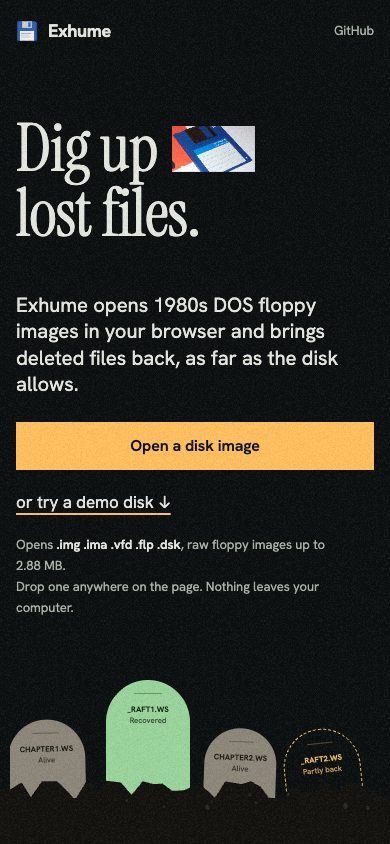 Exhume
GitHub
Dig up
lost files.
Exhume opens 1980s DOS floppy
images in your browser and brings
deleted files back, as far as the disk
allows.
Open a disk image
or try a demo disk ↓
Opens .img .ima .vfd .flp .dsk, raw floppy images up to
2.88 MB.
Drop one anywhere on the page. Nothing leaves your
computer.
_RAFT1.WS
Recovered
CHAPTER1.WS
Alive
CHAPTER2.WS
Alive
_RAFT2.WS
Partly back